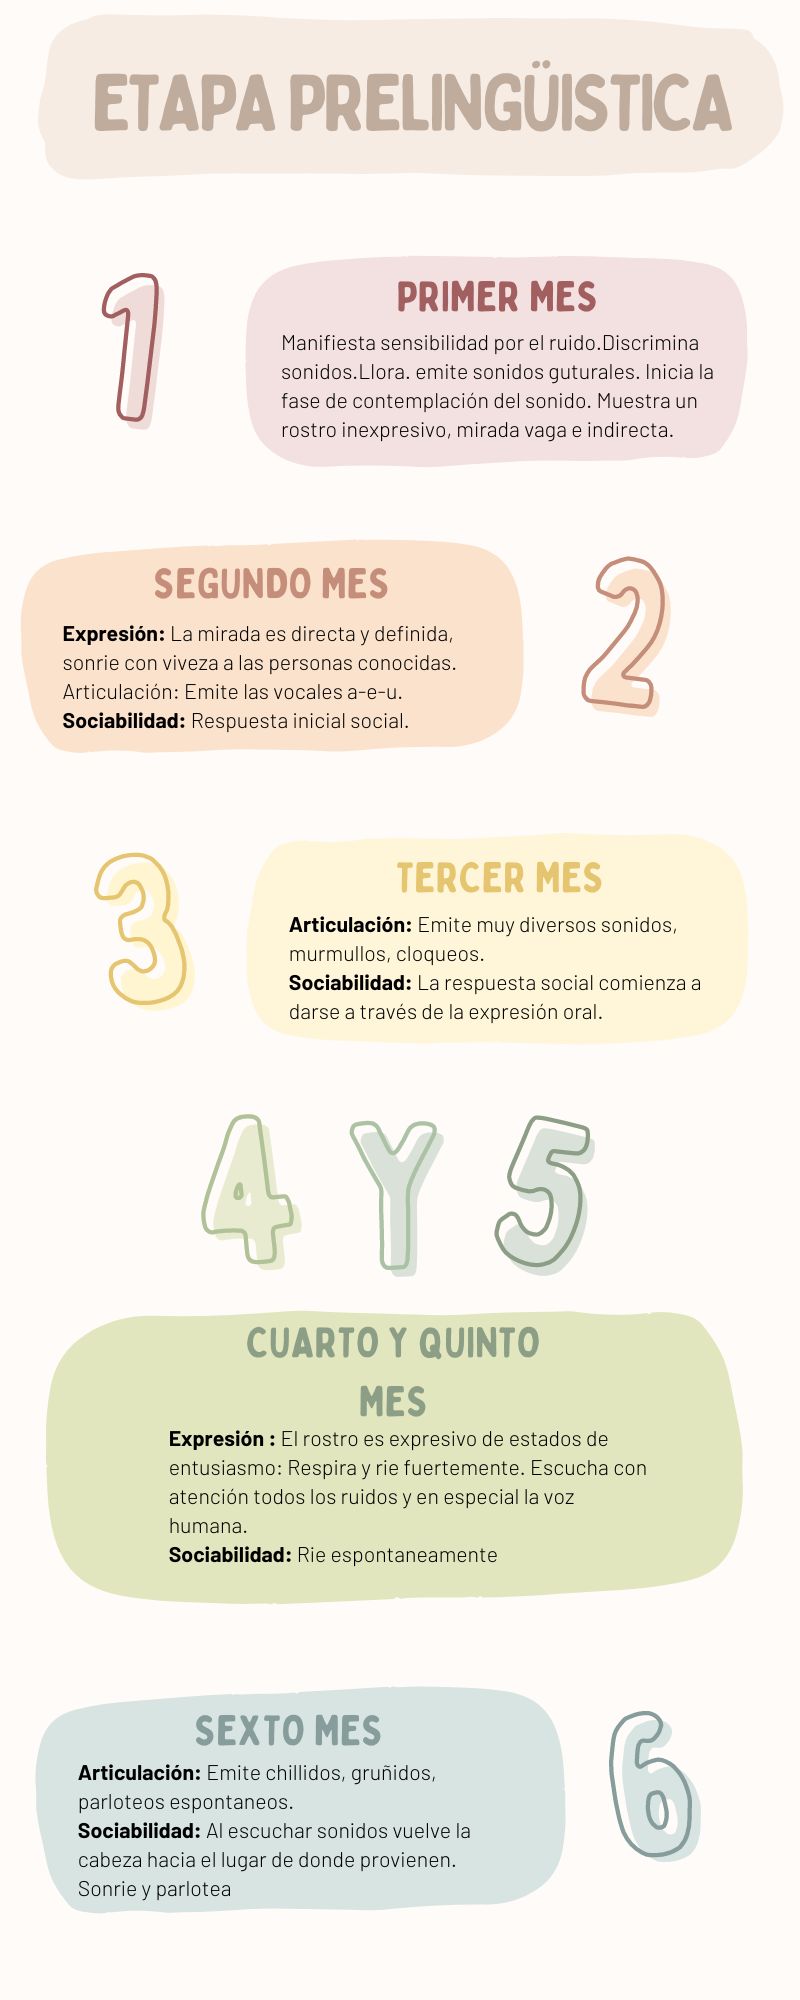 ETAPA PRELINGÜISTICA
1
PRIMER MES
Manifiesta sensibilidad por el ruido.Discrimina
sonidos.Llora. emite sonidos guturales. Inicia la
fase de contemplación del sonido. Muestra un
rostro inexpresivo, mirada vaga e indirecta.
SEGUNDO MES
2
Expresión: La mirada es directa y definida,
sonrie con viveza a las personas conocidas.
Articulación: Emite las vocales a-e-u.
Sociabilidad: Respuesta inicial social.
3
TERCER MES
Articulación: Emite muy diversos sonidos,
murmullos, cloqueos.
Sociabilidad: La respuesta social comienza a
darse a través de la expresión oral.
4 Y 5
CUARTO Y QUINTO
MES
Expresión : El rostro es expresivo de estados de
entusiasmo: Respira y rie fuertemente. Escucha con
atención todos los ruidos y en especial la voz
humana.
Sociabilidad: Rie espontaneamente
SEXTO MES
6
Articulación: Emite chillidos, gruñidos,
parloteos espontaneos.
Sociabilidad: Al escuchar sonidos vuelve la
cabeza hacia el lugar de donde provienen.
Sonrie y parlotea